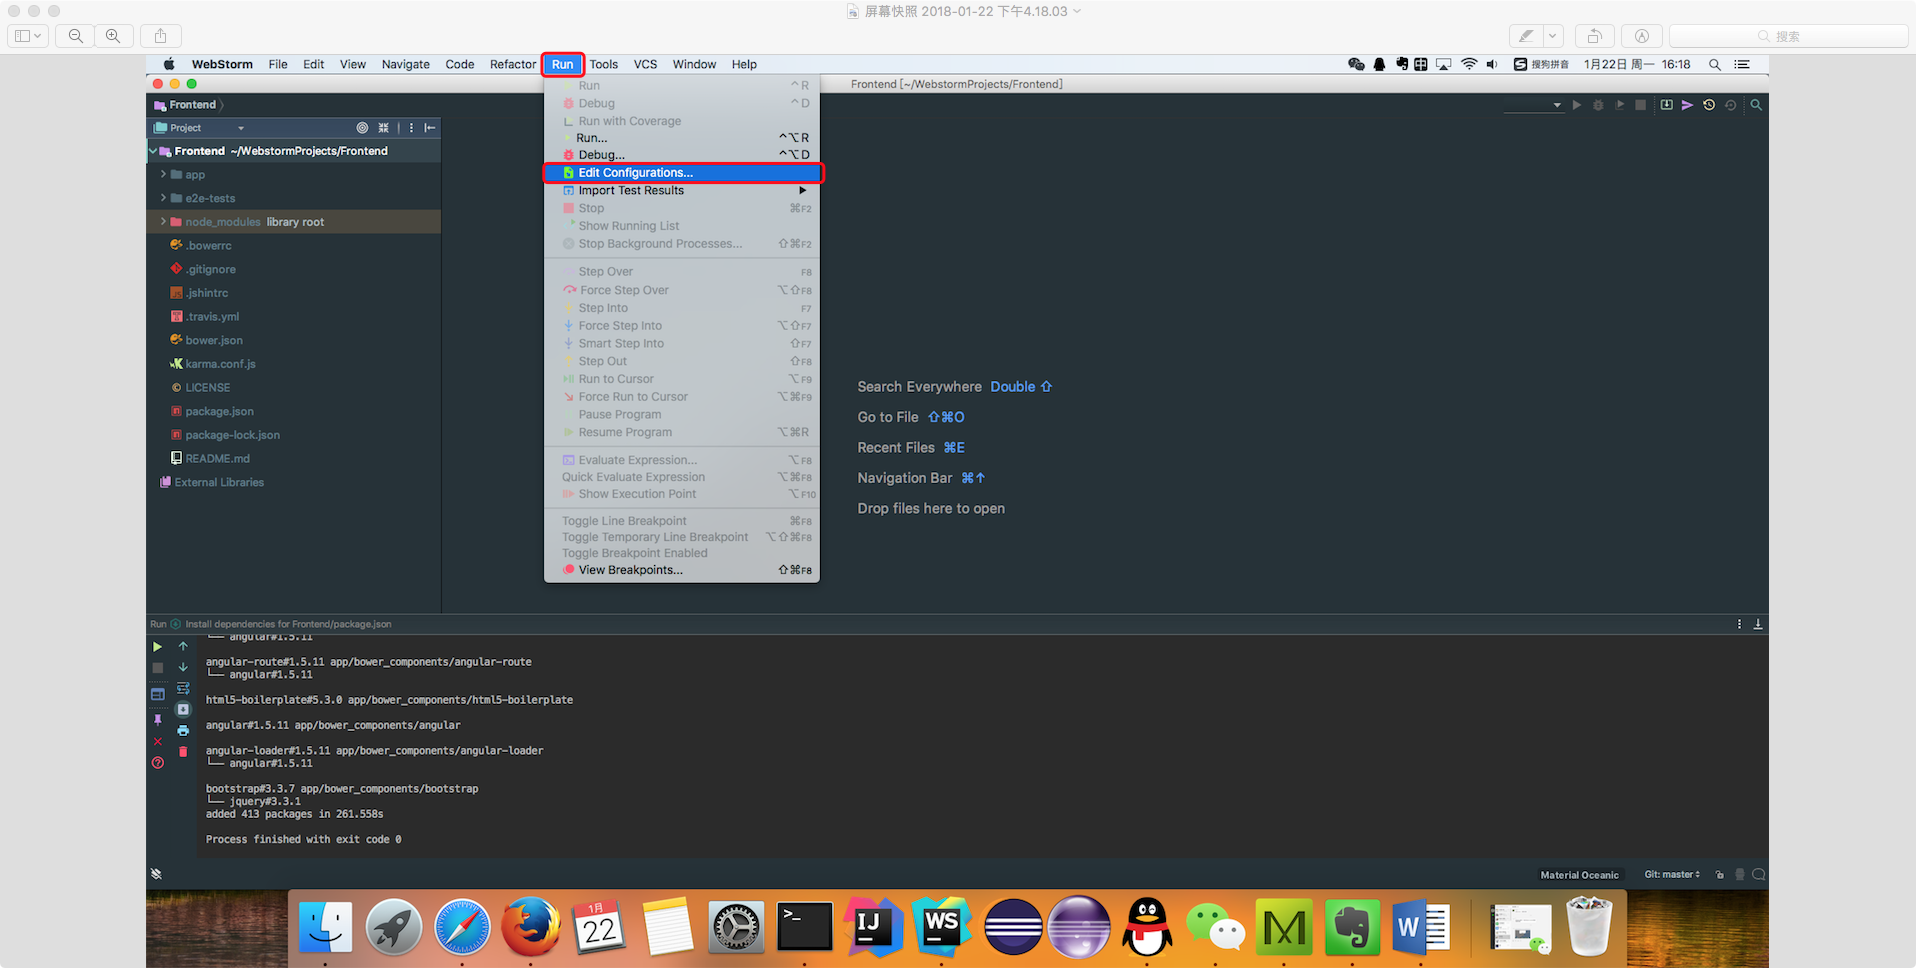 屏幕快照 2018-01-22 下午4.18.03
搜索
WebStorm File Edit View Navigate Code Refactor Run Tools VCS Window Help
搜狗拼音 1月22日 周一 16:18
Frontend [~/WebstormProjects/Frontend]
Frontend
Project
Frontend ~/WebstormProjects/Frontend
app
e2e-tests
node_modules library root
.bowerrc
.gitignore
.jshintrc
.travis.yml
bower.json
karma.conf.js
LICENSE
package.json
package-lock.json
README.md
External Libraries
Run ^R
Debug ^D
Run with Coverage
Run... ^⌥R
Debug... ^⌥D
Edit Configurations...
Import Test Results
Stop ⌘F2
Show Running List
Stop Background Processes... ⇧⌘F2
Step Over F8
Force Step Over ⌥⇧F8
Step Into F7
Force Step Into ⌥⇧F7
Smart Step Into ⇧F7
Step Out ⇧F8
Run to Cursor ⌥F9
Force Run to Cursor ⌥⌘F9
Pause Program
Resume Program ⌥⌘R
Evaluate Expression... ⌥F8
Quick Evaluate Expression ⌥⌘F8
Show Execution Point ⌥F10
Toggle Line Breakpoint ⌘F8
Toggle Temporary Line Breakpoint ⌥⇧⌘F8
Toggle Breakpoint Enabled
View Breakpoints... ⇧⌘F8
Search Everywhere Double ⇧
Go to File ⇧⌘O
Recent Files ⌘E
Navigation Bar ⌘↑
Drop files here to open
Run Install dependencies for Frontend/package.json
└── angular#1.5.11
angular-route#1.5.11 app/bower_components/angular-route
└── angular#1.5.11
html5-boilerplate#5.3.0 app/bower_components/html5-boilerplate
angular#1.5.11 app/bower_components/angular
angular-loader#1.5.11 app/bower_components/angular-loader
└── angular#1.5.11
bootstrap#3.3.7 app/bower_components/bootstrap
└── jquery#3.3.1
added 413 packages in 261.558s
Process finished with exit code 0
Material Oceanic Git: master
1月
22
>_
IJ
WS
M
W